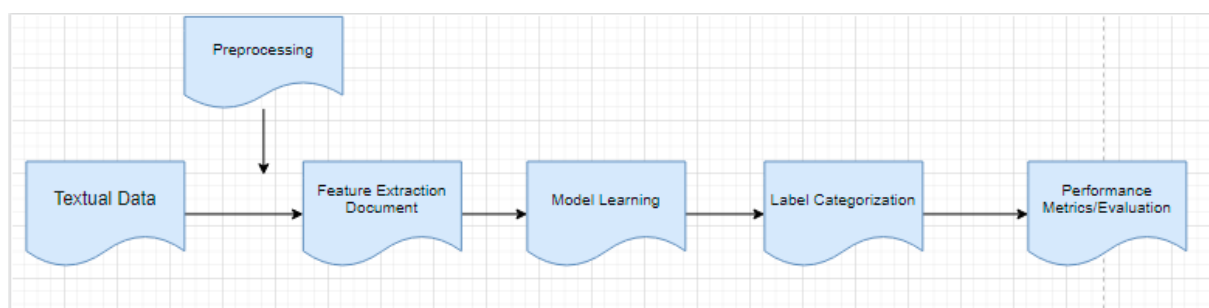 Preprocessing
Textual Data
Feature Extraction
Document
Model Learning
Label Categorization
Performance
Metrics/Evaluation